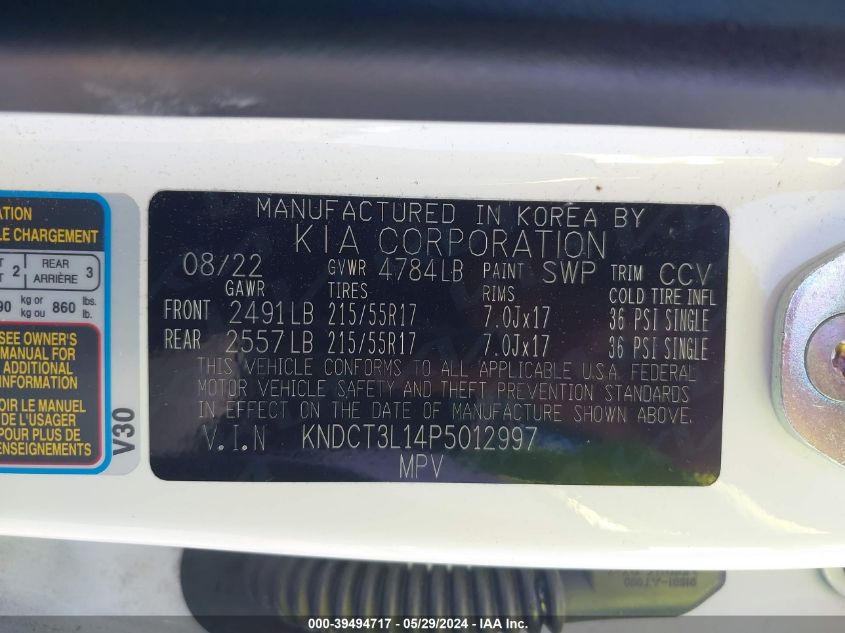 ATION
LE CHARGEMENT
2 REAR ARRIÈRE 3
90 kg or kg ou 860 lbs. lb.
SEE OWNER'S
MANUAL FOR
ADDITIONAL
INFORMATION
OIR LE MANUEL
DE L'USAGER
POUR PLUS DE
V30
MANUFACTURED IN KOREA BY
KIA CORPORATION
08/22 GVWR 4784LB PAINT SWP TRIM CCV
GAWR TIRES RIMS COLD TIRE INFL
FRONT 2491LB 215/55R17 7.0Jx17 36 PSI SINGLE
REAR 2557LB 215/55R17 7.0Jx17 36 PSI SINGLE
THIS VEHICLE CONFORMS TO ALL APPLICABLE U.S.A. FEDERAL
MOTOR VEHICLE SAFETY AND THEFT PREVENTION STANDARDS
IN EFFECT ON THE DATE OF MANUFACTURE SHOWN ABOVE.
V.I.N KNDCT3L14P5012997
MPV
000-39494717 - 05/29/2024 - IAA Inc.